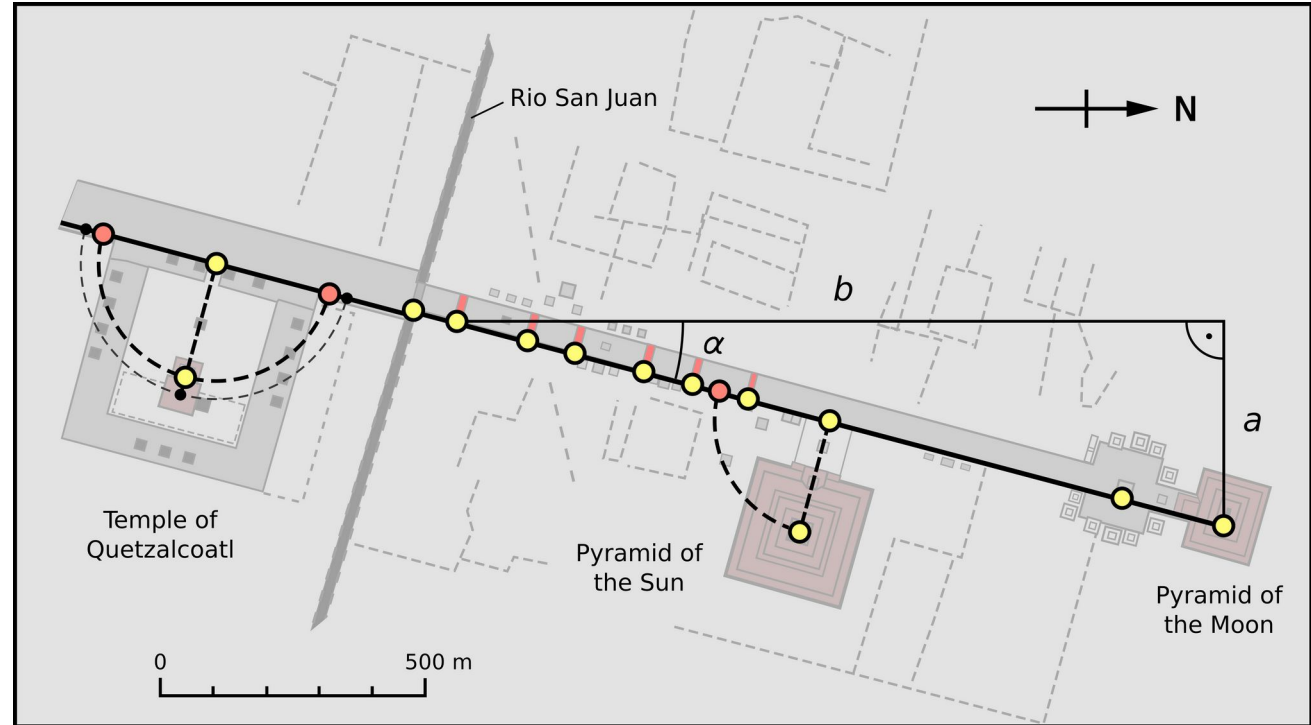 Rio San Juan
N
b
α
a
Temple of
Quetzalcoatl
Pyramid of
the Sun
Pyramid of
the Moon
0 500 m